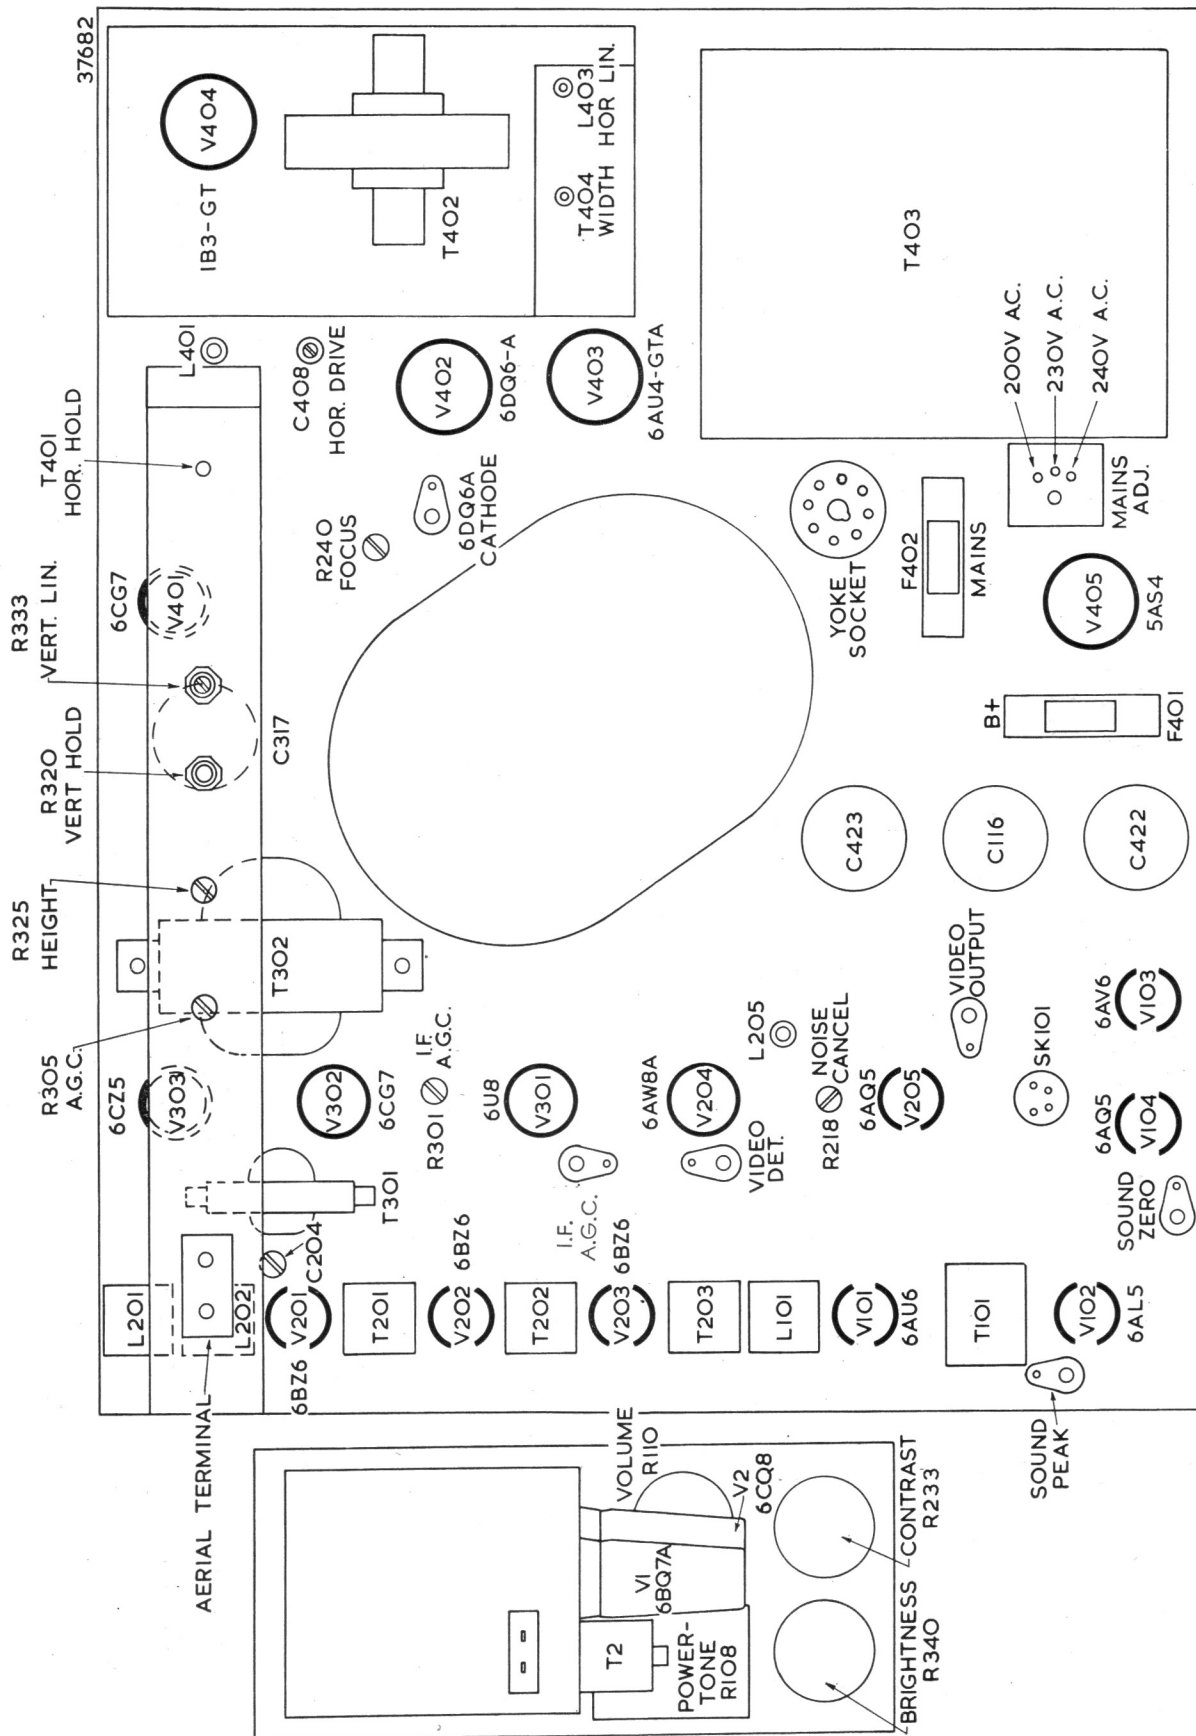 37682
V404
1B3-GT
T402
L403
HOR LIN.
T404
WIDTH
T403
200V A.C.
230V A.C.
240V A.C.
MAINS
ADJ.
L401
C408
HOR. DRIVE
V402
6DQ6-A
V403
6AU4-GTA
T401
HOR. HOLD
R240
FOCUS
6DQ6A
CATHODE
YOKE
SOCKET
F402
MAINS
V405
5AS4
R333
VERT. LIN.
6CG7
V401
R320
VERT HOLD
C317
B+
F401
R325
HEIGHT
T302
C423
C116
C422
R305
A.G.C.
6CZ5
V303
V302
6CG7
R301
I.F.
A.G.C.
6U8
V301
6AW8A
V204
L205
VIDEO
DET.
R218
NOISE
CANCEL
6AQ5
V205
VIDEO
OUTPUT
SK101
6AV6
V103
6AQ5
V104
SOUND
ZERO
T301
C204
I.F.
A.G.C.
L201
L202
V201
6BZ6
T201
V202
6BZ6
T202
V203
6BZ6
T203
L101
V101
6AU6
T101
V102
6AL5
SOUND
PEAK
AERIAL TERMINAL
VOLUME
R110
V2
6CQ8
V1
6BQ7A
T2
POWER-
TONE
R108
CONTRAST
R233
BRIGHTNESS
R340